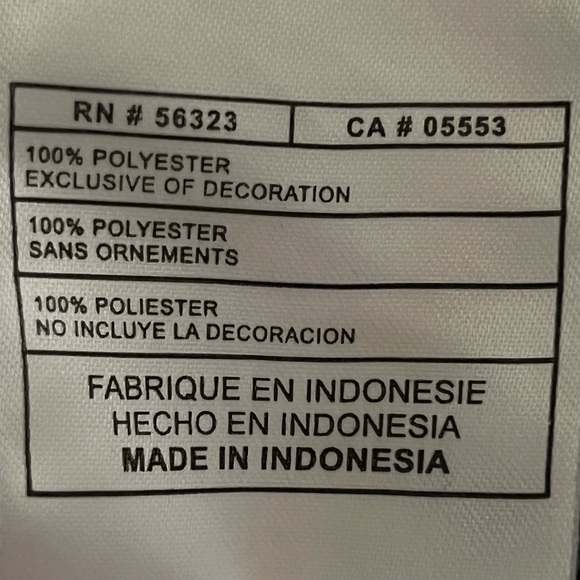 RN # 56323
CA # 05553
100% POLYESTER
EXCLUSIVE OF DECORATION
100% POLYESTER
SANS ORNEMENTS
100% POLIESTER
NO INCLUYE LA DECORACION
FABRIQUE EN INDONESIE
HECHO EN INDONESIA
MADE IN INDONESIA